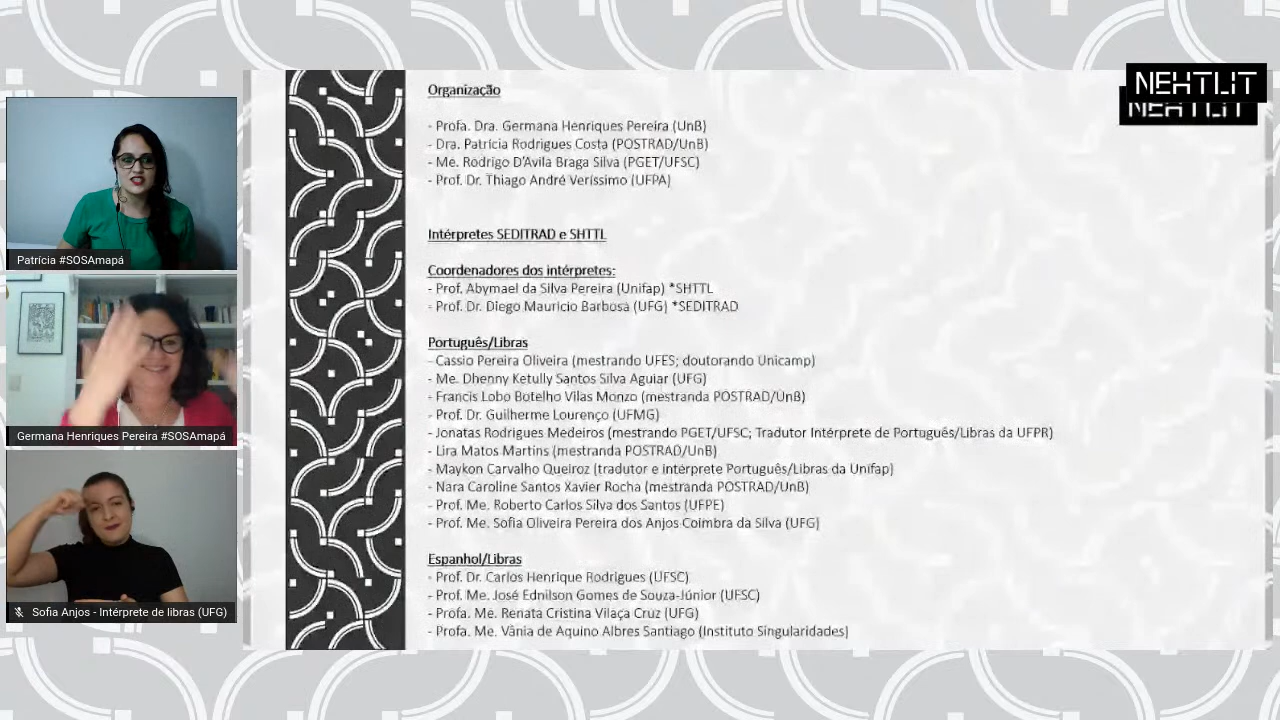 NEHTLIT
NEHTLIT
Organização
- Profa. Dra. Germana Henriques Pereira (UnB)
- Dra. Patrícia Rodrigues Costa (POSTRAD/UnB)
- Me. Rodrigo D'Avila Braga Silva (PGET/UFSC)
- Prof. Dr. Thiago André Veríssimo (UFPA)
Intérpretes SEDITRAD e SHTTL
Coordenadores dos intérpretes:
- Prof. Abymael da Silva Pereira (Unifap) *SHTTL
- Prof. Dr. Diego Mauricio Barbosa (UFG) *SEDITRAD
Português/Libras
- Cassio Pereira Oliveira (mestrando UFES; doutorando Unicamp)
- Me. Dhenny Ketully Santos Silva Aguiar (UFG)
- Francis Lobo Botelho Vilas Monzo (mestranda POSTRAD/UnB)
- Prof. Dr. Guilherme Lourenço (UFMG)
- Jonatas Rodrigues Medeiros (mestrando PGET/UFSC; Tradutor Intérprete de Português/Libras da UFPR)
- Lira Matos Martins (mestranda POSTRAD/UnB)
- Maykon Carvalho Queiroz (tradutor e intérprete Português/Libras da Unifap)
- Nara Caroline Santos Xavier Rocha (mestranda POSTRAD/UnB)
- Prof. Me. Roberto Carlos Silva dos Santos (UFPE)
- Prof. Me. Sofia Oliveira Pereira dos Anjos Coimbra da Silva (UFG)
Espanhol/Libras
- Prof. Dr. Carlos Henrique Rodrigues (UFSC)
- Prof. Me. José Ednilson Gomes de Souza-Júnior (UFSC)
- Profa. Me. Renata Cristina Vilaça Cruz (UFG)
- Profa. Me. Vânia de Aquino Albres Santiago (Instituto Singularidades)
Patrícia #SOSAmapá
Germana Henriques Pereira #SOSAmapá
Sofia Anjos - Intérprete de libras (UFG)